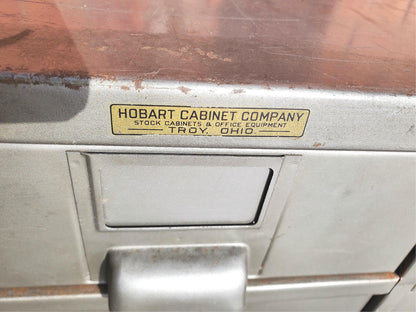 HOBART CABINET COMPANY
STOCK CABINETS & OFFICE EQUIPMENT
TROY, OHIO.